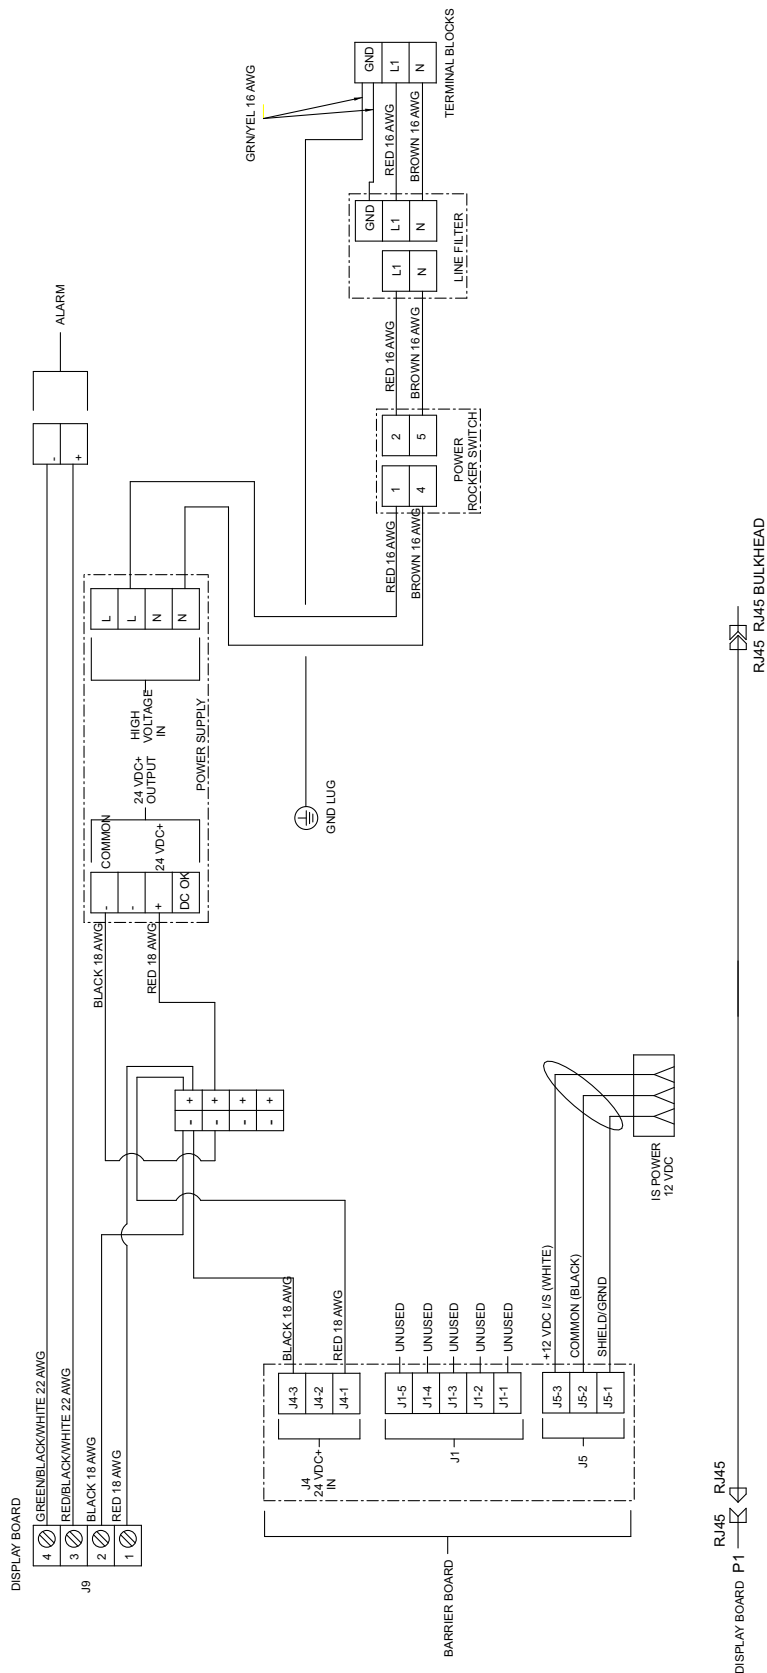 DISPLAY BOARD
J9
4
3
2
1
GREEN/BLACK/WHITE 22 AWG
RED/BLACK/WHITE 22 AWG
BLACK 18 AWG
RED 18 AWG
-
+
ALARM
BLACK 18 AWG
RED 18 AWG
-
-
+
DC OK
COMMON
24 VDC+
24 VDC+
OUTPUT
HIGH
VOLTAGE
IN
L
L
N
N
POWER SUPPLY
- +
- +
- +
- +
GRN/YEL 16 AWG
GND LUG
BARRIER BOARD
J4
24 VDC+
IN
J4-3
J4-2
J4-1
BLACK 18 AWG
RED 18 AWG
J1
J1-5
J1-4
J1-3
J1-2
J1-1
UNUSED
UNUSED
UNUSED
UNUSED
UNUSED
J5
J5-3
J5-2
J5-1
+12 VDC I/S (WHITE)
COMMON (BLACK)
SHIELD/GRND
IS POWER
12 VDC
RED 16 AWG
BROWN 16 AWG
1
4
2
5
POWER
ROCKER SWITCH
RED 16 AWG
BROWN 16 AWG
L1
N
GND
L1
N
LINE FILTER
RED 16 AWG
BROWN 16 AWG
GND
L1
N
TERMINAL BLOCKS
DISPLAY BOARD P1
RJ45
RJ45
RJ45
RJ45 BULKHEAD